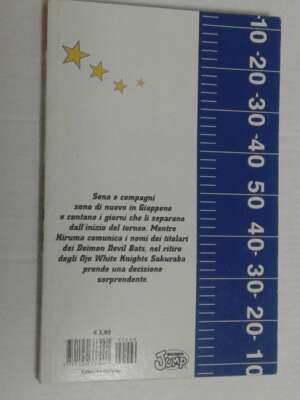 -10 -20 -30 -40 50 40- 30- 20- 10
Sena e compagni
sono di nuovo in Giappone
e contano i giorni che li separano
dall'inizio del torneo. Mentre
Hiruma comunica i nomi dei titolari
dei Deimon Devil Bats, nel ritiro
degli Ojo White Knights Sakuraba
prende una decisione
sorprendente.
JUMP